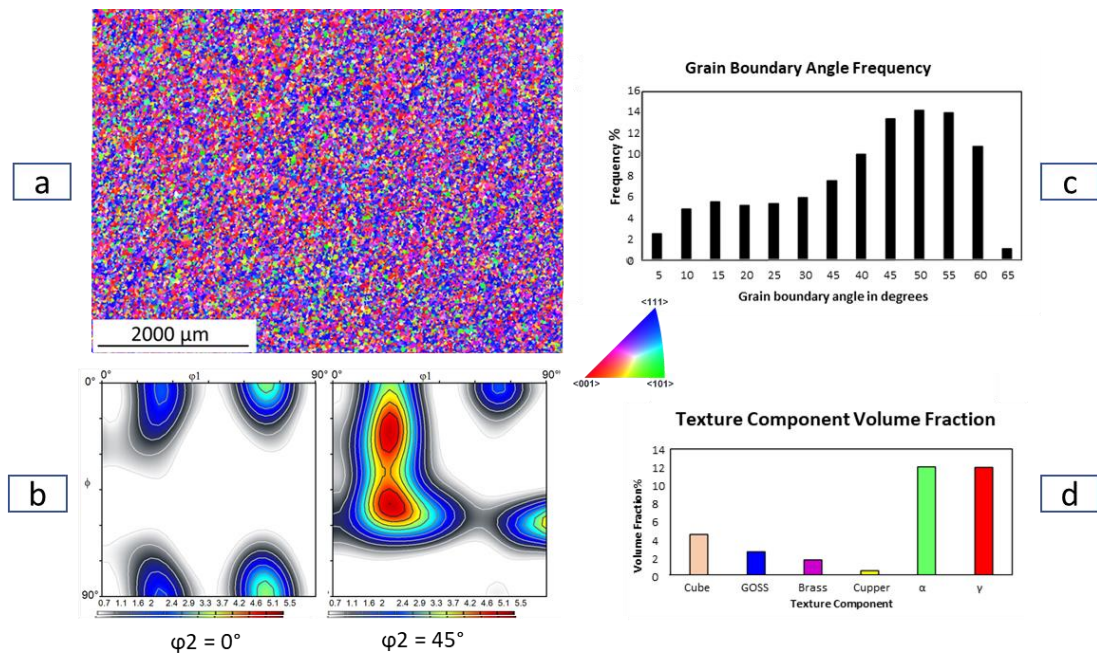 a
2000 µm
Grain Boundary Angle Frequency
Frequency %
16
14
12
10
8
6
4
2
0
5 10 15 20 25 30 45 40 45 50 55 60 65
Grain boundary angle in degrees
c
<111>
<001> <101>
b
0° φ1 90°
ϕ
90°
0.7 1.1 1.6 2 2.4 2.9 3.3 3.7 4.2 4.6 5.1 5.5
φ2 = 0°
0° φ1 90°
0.7 1.1 1.6 2 2.4 2.9 3.3 3.7 4.2 4.6 5.1 5.5
φ2 = 45°
Texture Component Volume Fraction
Volume Fraction%
14
12
10
8
6
4
2
0
Cube GOSS Brass Cupper α γ
Texture Component
d